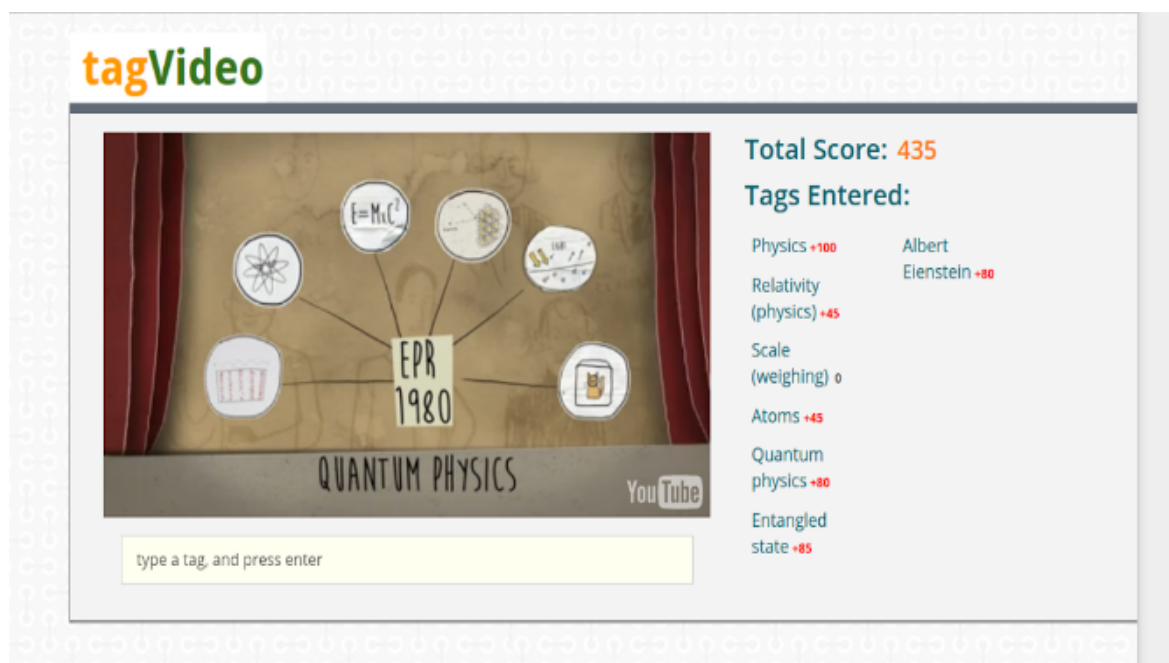 tagVideo
E=MxC²
EPR
1980
QUANTUM PHYSICS
YouTube
type a tag, and press enter
Total Score: 435
Tags Entered:
Physics +100
Relativity
(physics) +45
Scale
(weighing) 0
Atoms +45
Quantum
physics +80
Entangled
state +85
Albert
Eienstein +80